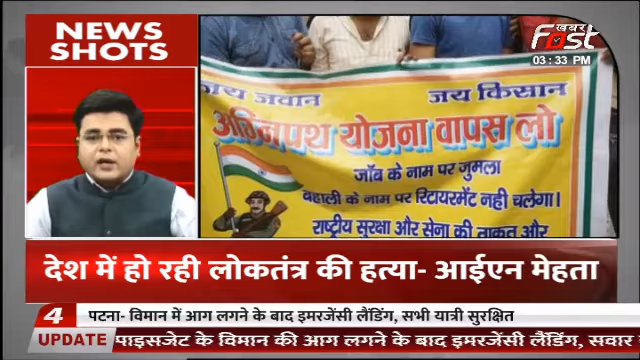 NEWS
SHOTS
खबर
Fast
03:33 PM
जय जवान
जय किसान
अग्निपथ योजना वापस लो
जॉब के नाम पर जुमला
बहाली के नाम पर रिटायरमेंट नही चलेगा।
राष्ट्रीय सुरक्षा और सेना की ताकत और
देश में हो रही लोकतंत्र की हत्या- आईएन मेहता
4 पटना- विमान में आग लगने के बाद इमरजेंसी लैंडिंग, सभी यात्री सुरक्षित
UPDATE पाइसजेट के विमान की आग लगने के बाद इमरजेंसी लैंडिंग, सवार